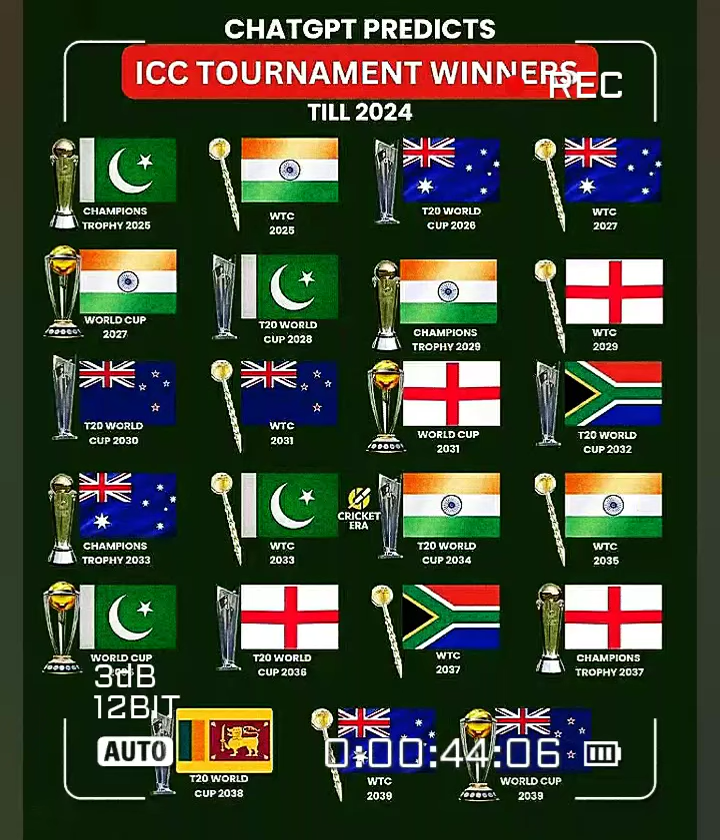 CHATGPT PREDICTS
ICC TOURNAMENT WINNERS
REC
TILL 2024
CHAMPIONS
TROPHY 2025
WTC
2025
T20 WORLD
CUP 2026
WTC
2027
WORLD CUP
2027
T20 WORLD
CUP 2028
CHAMPIONS
TROPHY 2029
WTC
2029
T20 WORLD
CUP 2030
WTC
2031
WORLD CUP
2031
T20 WORLD
CUP 2032
CHAMPIONS
TROPHY 2033
WTC
2033
CRICKET
ERA
T20 WORLD
CUP 2034
WTC
2035
WORLD CUP
T20 WORLD
CUP 2036
WTC
2037
CHAMPIONS
TROPHY 2037
3dB
12BIT
AUTO
T20 WORLD
CUP 2038
0:00:44:06
WTC
2039
WORLD CUP
2039